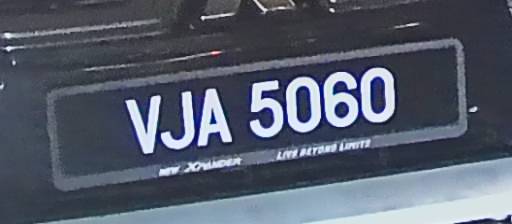 VJA 5060
NEW XPANDER LIVE BEYOND LIMITS